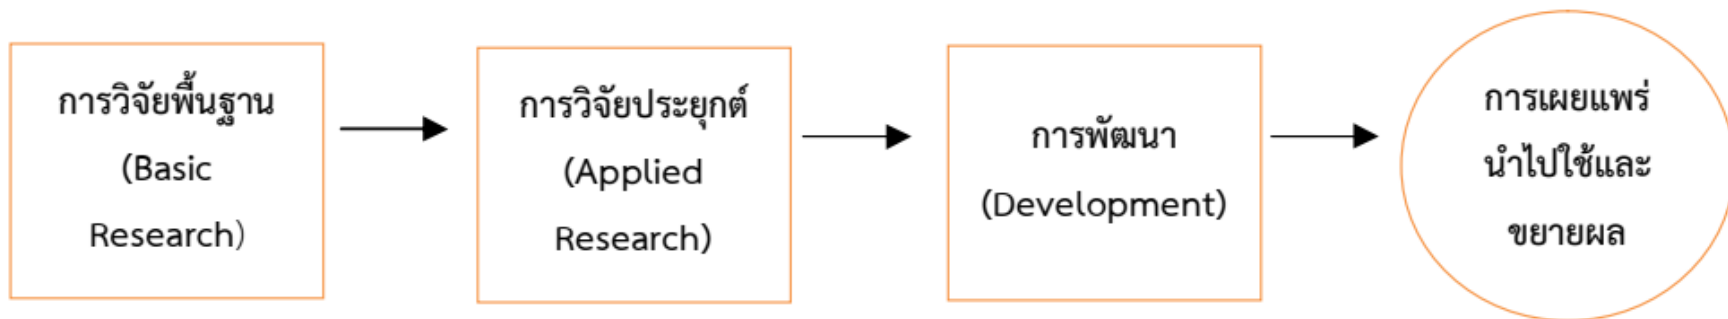 การวิจัยพื้นฐาน
(Basic
Research)
การวิจัยประยุกต์
(Applied
Research)
การพัฒนา
(Development)
การเผยแพร่
นำไปใช้และ
ขยายผล